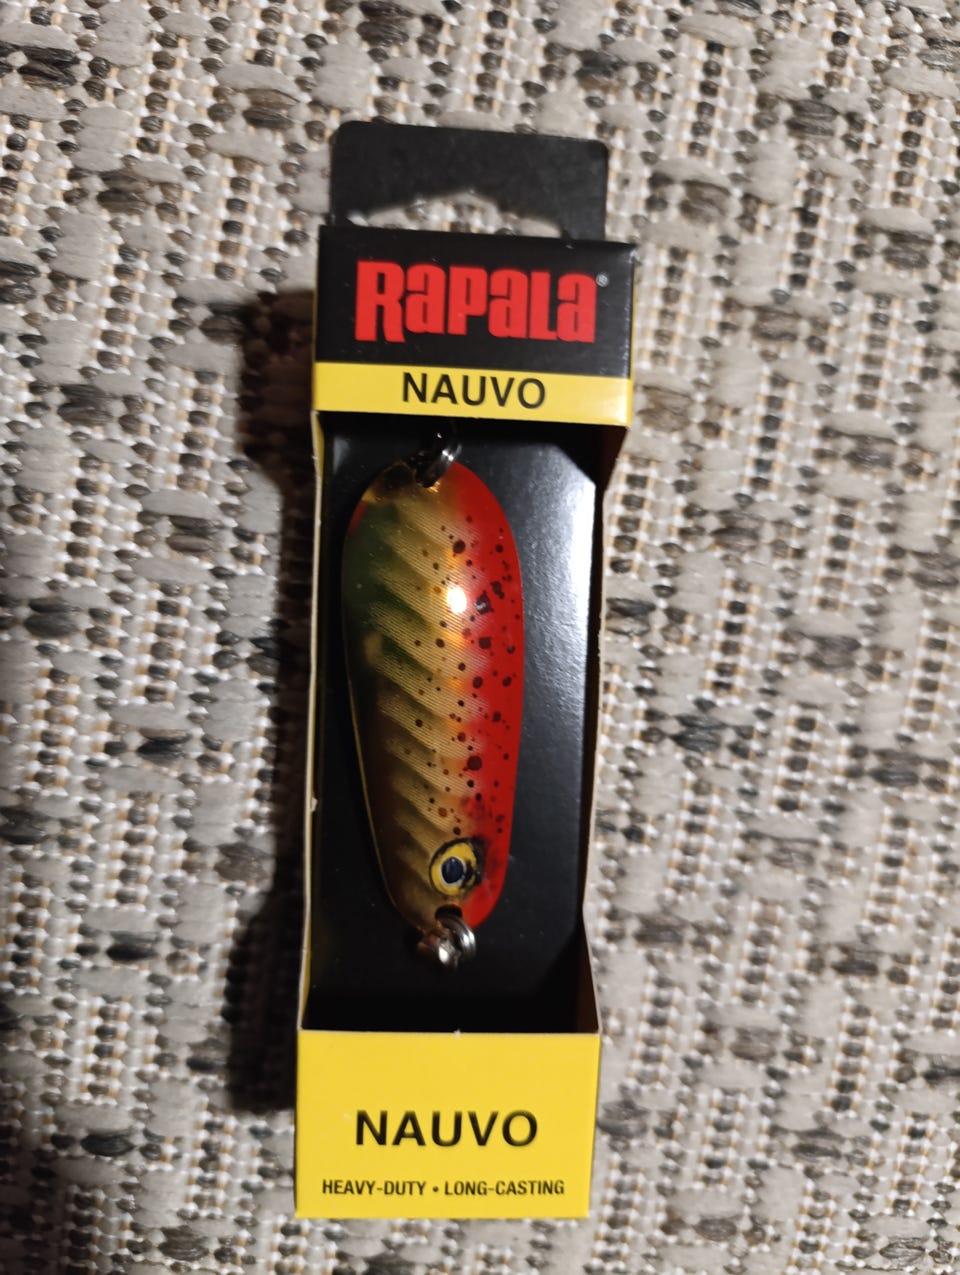 Rapala®
NAUVO
NAUVO
HEAVY-DUTY • LONG-CASTING